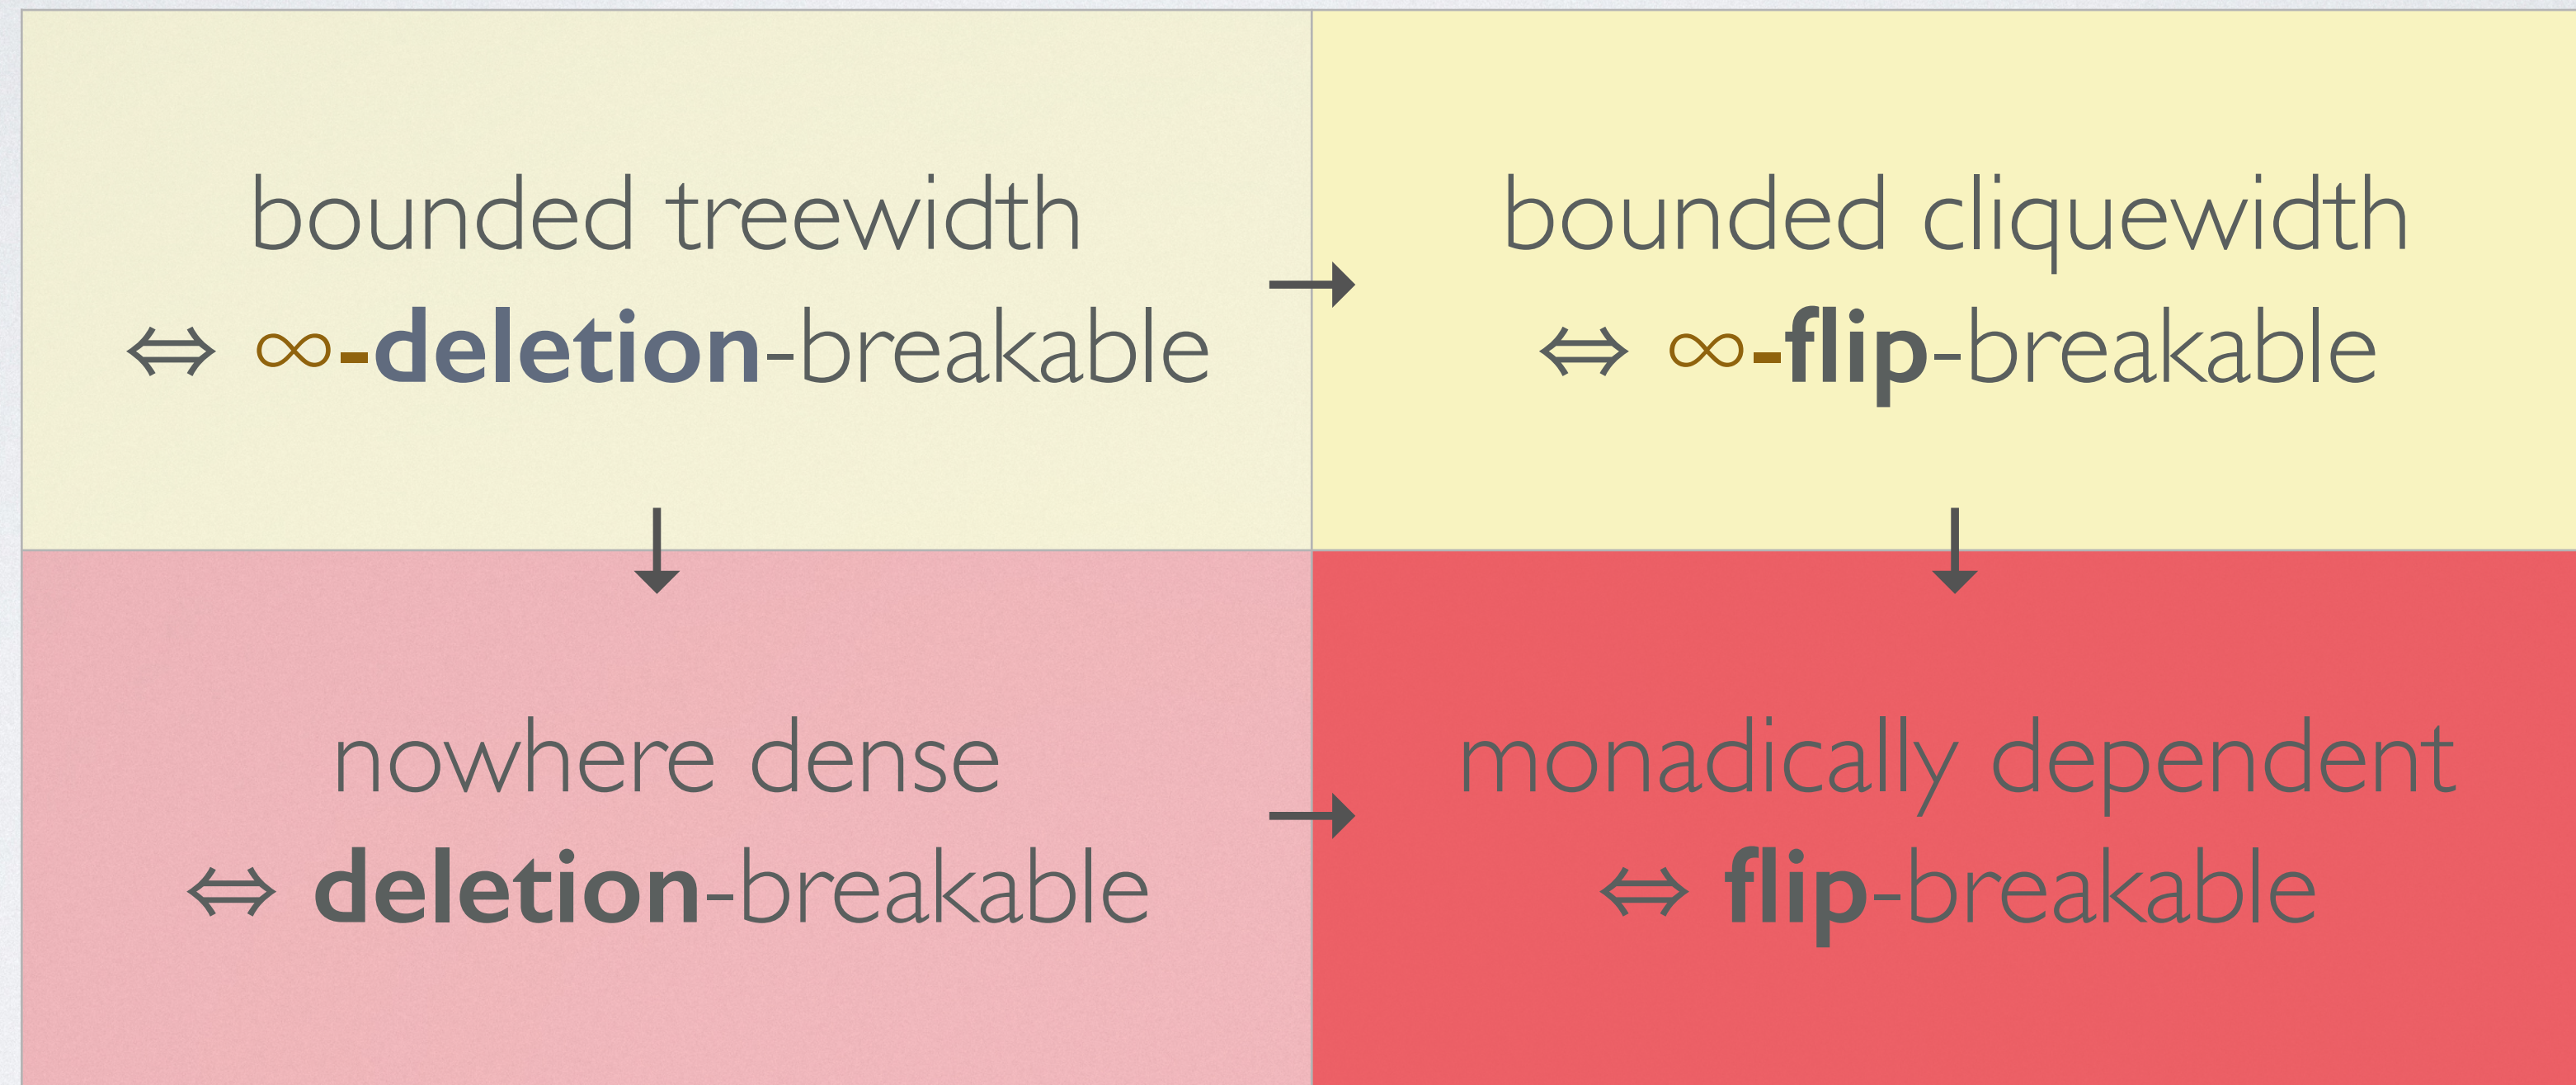 bounded treewidth
⇔ ∞-deletion-breakable
→
bounded cliquewidth
⇔ ∞-flip-breakable
↓
↓
nowhere dense
⇔ deletion-breakable
→
monadically dependent
⇔ flip-breakable